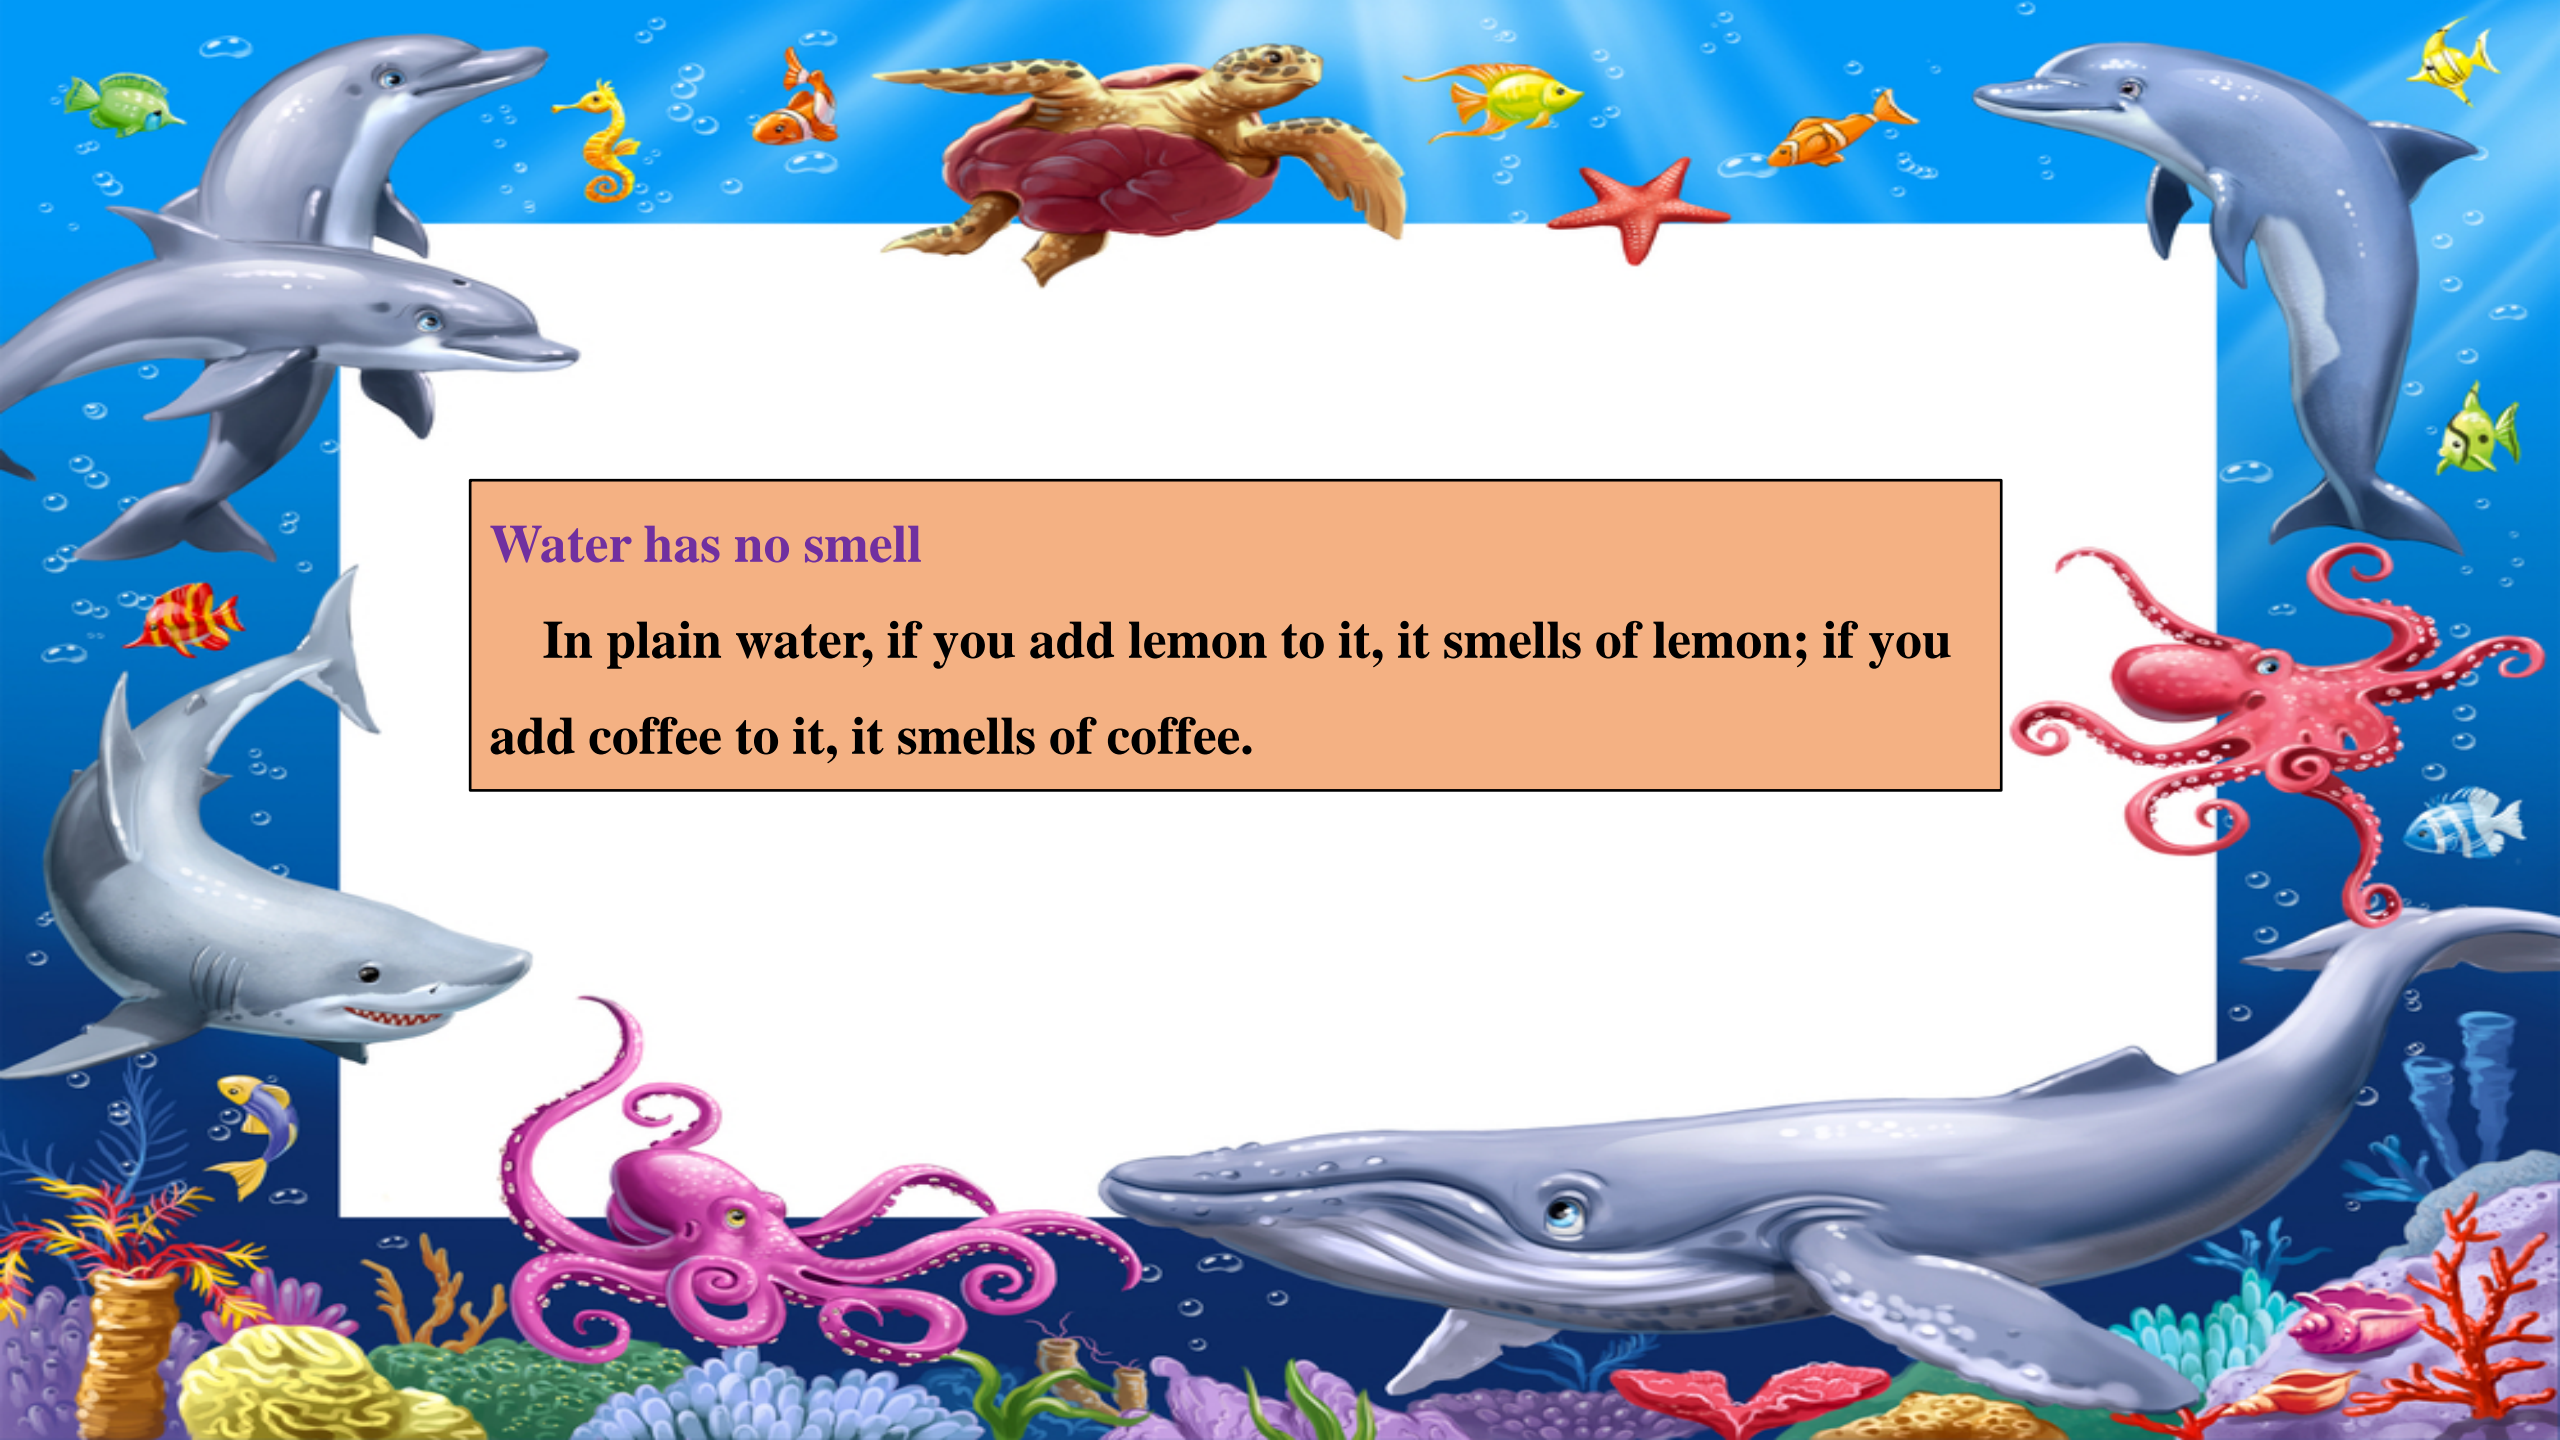 Water has no smell
In plain water, if you add lemon to it, it smells of lemon; if you
add coffee to it, it smells of coffee.